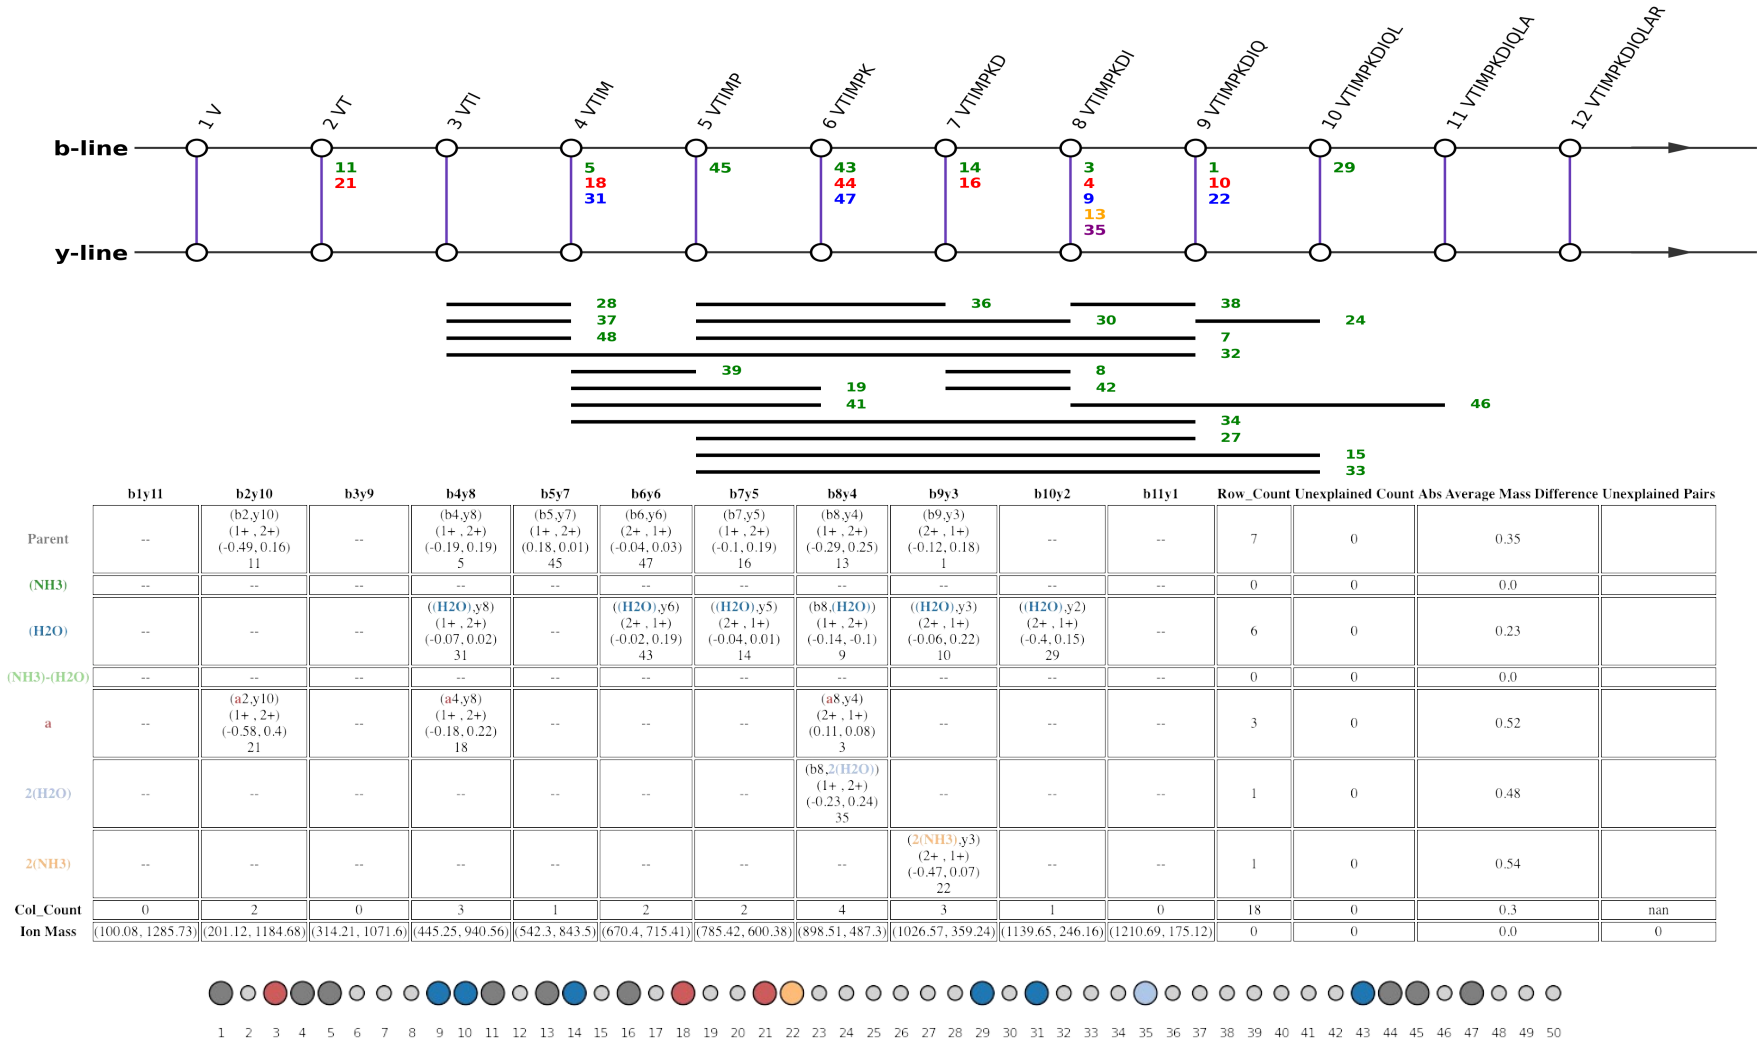 1 V
2 VT
3 VTI
4 VTIM
5 VTIMP
6 VTIMPK
7 VTIMPKD
8 VTIMPKDI
9 VTIMPKDIQ
10 VTIMPKDIQL
11 VTIMPKDIQLA
12 VTIMPKDIQLAR
b-line
11 5 45 43 14 3 1 29
21 18 44 16 4 10
31 47 9 22
13
35
y-line
28 36 38
37 30 24
48 7
32
39 8
19 42
41 46
34
27
15
33
b1y11 b2y10 b3y9 b4y8 b5y7 b6y6 b7y5 b8y4 b9y3 b10y2 b11y1 Row_Count Unexplained Count Abs Average Mass Difference Unexplained Pairs
(b2,y10) (b4,y8) (b5,y7) (b6,y6) (b7,y5) (b8,y4) (b9,y3)
(1+ , 2+) (1+ , 2+) (1+ , 2+) (2+ , 1+) (1+ , 2+) (1+ , 2+) (2+ , 1+)
Parent -- -- -- -- 7 0 0.35
(-0.49, 0.16) (-0.19, 0.19) (0.18, 0.01) (-0.04, 0.03) (-0.1, 0.19) (-0.29, 0.25) (-0.12, 0.18)
11 5 45 47 16 13 1
(NH3) -- -- -- -- -- -- -- -- -- -- -- 0 0 0.0
((H2O),y8) ((H2O),y6) ((H2O),y5) (b8,(H2O)) ((H2O),y3) ((H2O),y2)
(1+ , 2+) (2+ , 1+) (2+ , 1+) (1+ , 2+) (2+ , 1+) (2+ , 1+)
(H2O) -- -- -- -- -- 6 0 0.23
(-0.07, 0.02) (-0.02, 0.19) (-0.04, 0.01) (-0.14, -0.1) (-0.06, 0.22) (-0.4, 0.15)
31 43 14 9 10 29
(NH3)-(H2O) -- -- -- -- -- -- -- -- -- -- -- 0 0 0.0
(a2,y10) (a4,y8) (a8,y4)
(1+ , 2+) (1+ , 2+) (2+ , 1+)
a -- -- -- -- -- -- -- -- 3 0 0.52
(-0.58, 0.4) (-0.18, 0.22) (0.11, 0.08)
21 18 3
(b8,2(H2O))
(1+ , 2+)
2(H2O) -- -- -- -- -- -- -- -- -- -- 1 0 0.48
(-0.23, 0.24)
35
(2(NH3),y3)
(2+ , 1+)
2(NH3) -- -- -- -- -- -- -- -- -- -- 1 0 0.54
(-0.47, 0.07)
22
Col_Count 0 2 0 3 1 2 2 4 3 1 0 18 0 0.3 nan
Ion Mass (100.08, 1285.73) (201.12, 1184.68) (314.21, 1071.6) (445.25, 940.56) (542.3, 843.5) (670.4, 715.41) (785.42, 600.38) (898.51, 487.3) (1026.57, 359.24) (1139.65, 246.16) (1210.69, 175.12) 0 0 0.0 0
1 2 3 4 5 6 7 8 9 10 11 12 13 14 15 16 17 18 19 20 21 22 23 24 25 26 27 28 29 30 31 32 33 34 35 36 37 38 39 40 41 42 43 44 45 46 47 48 49 50